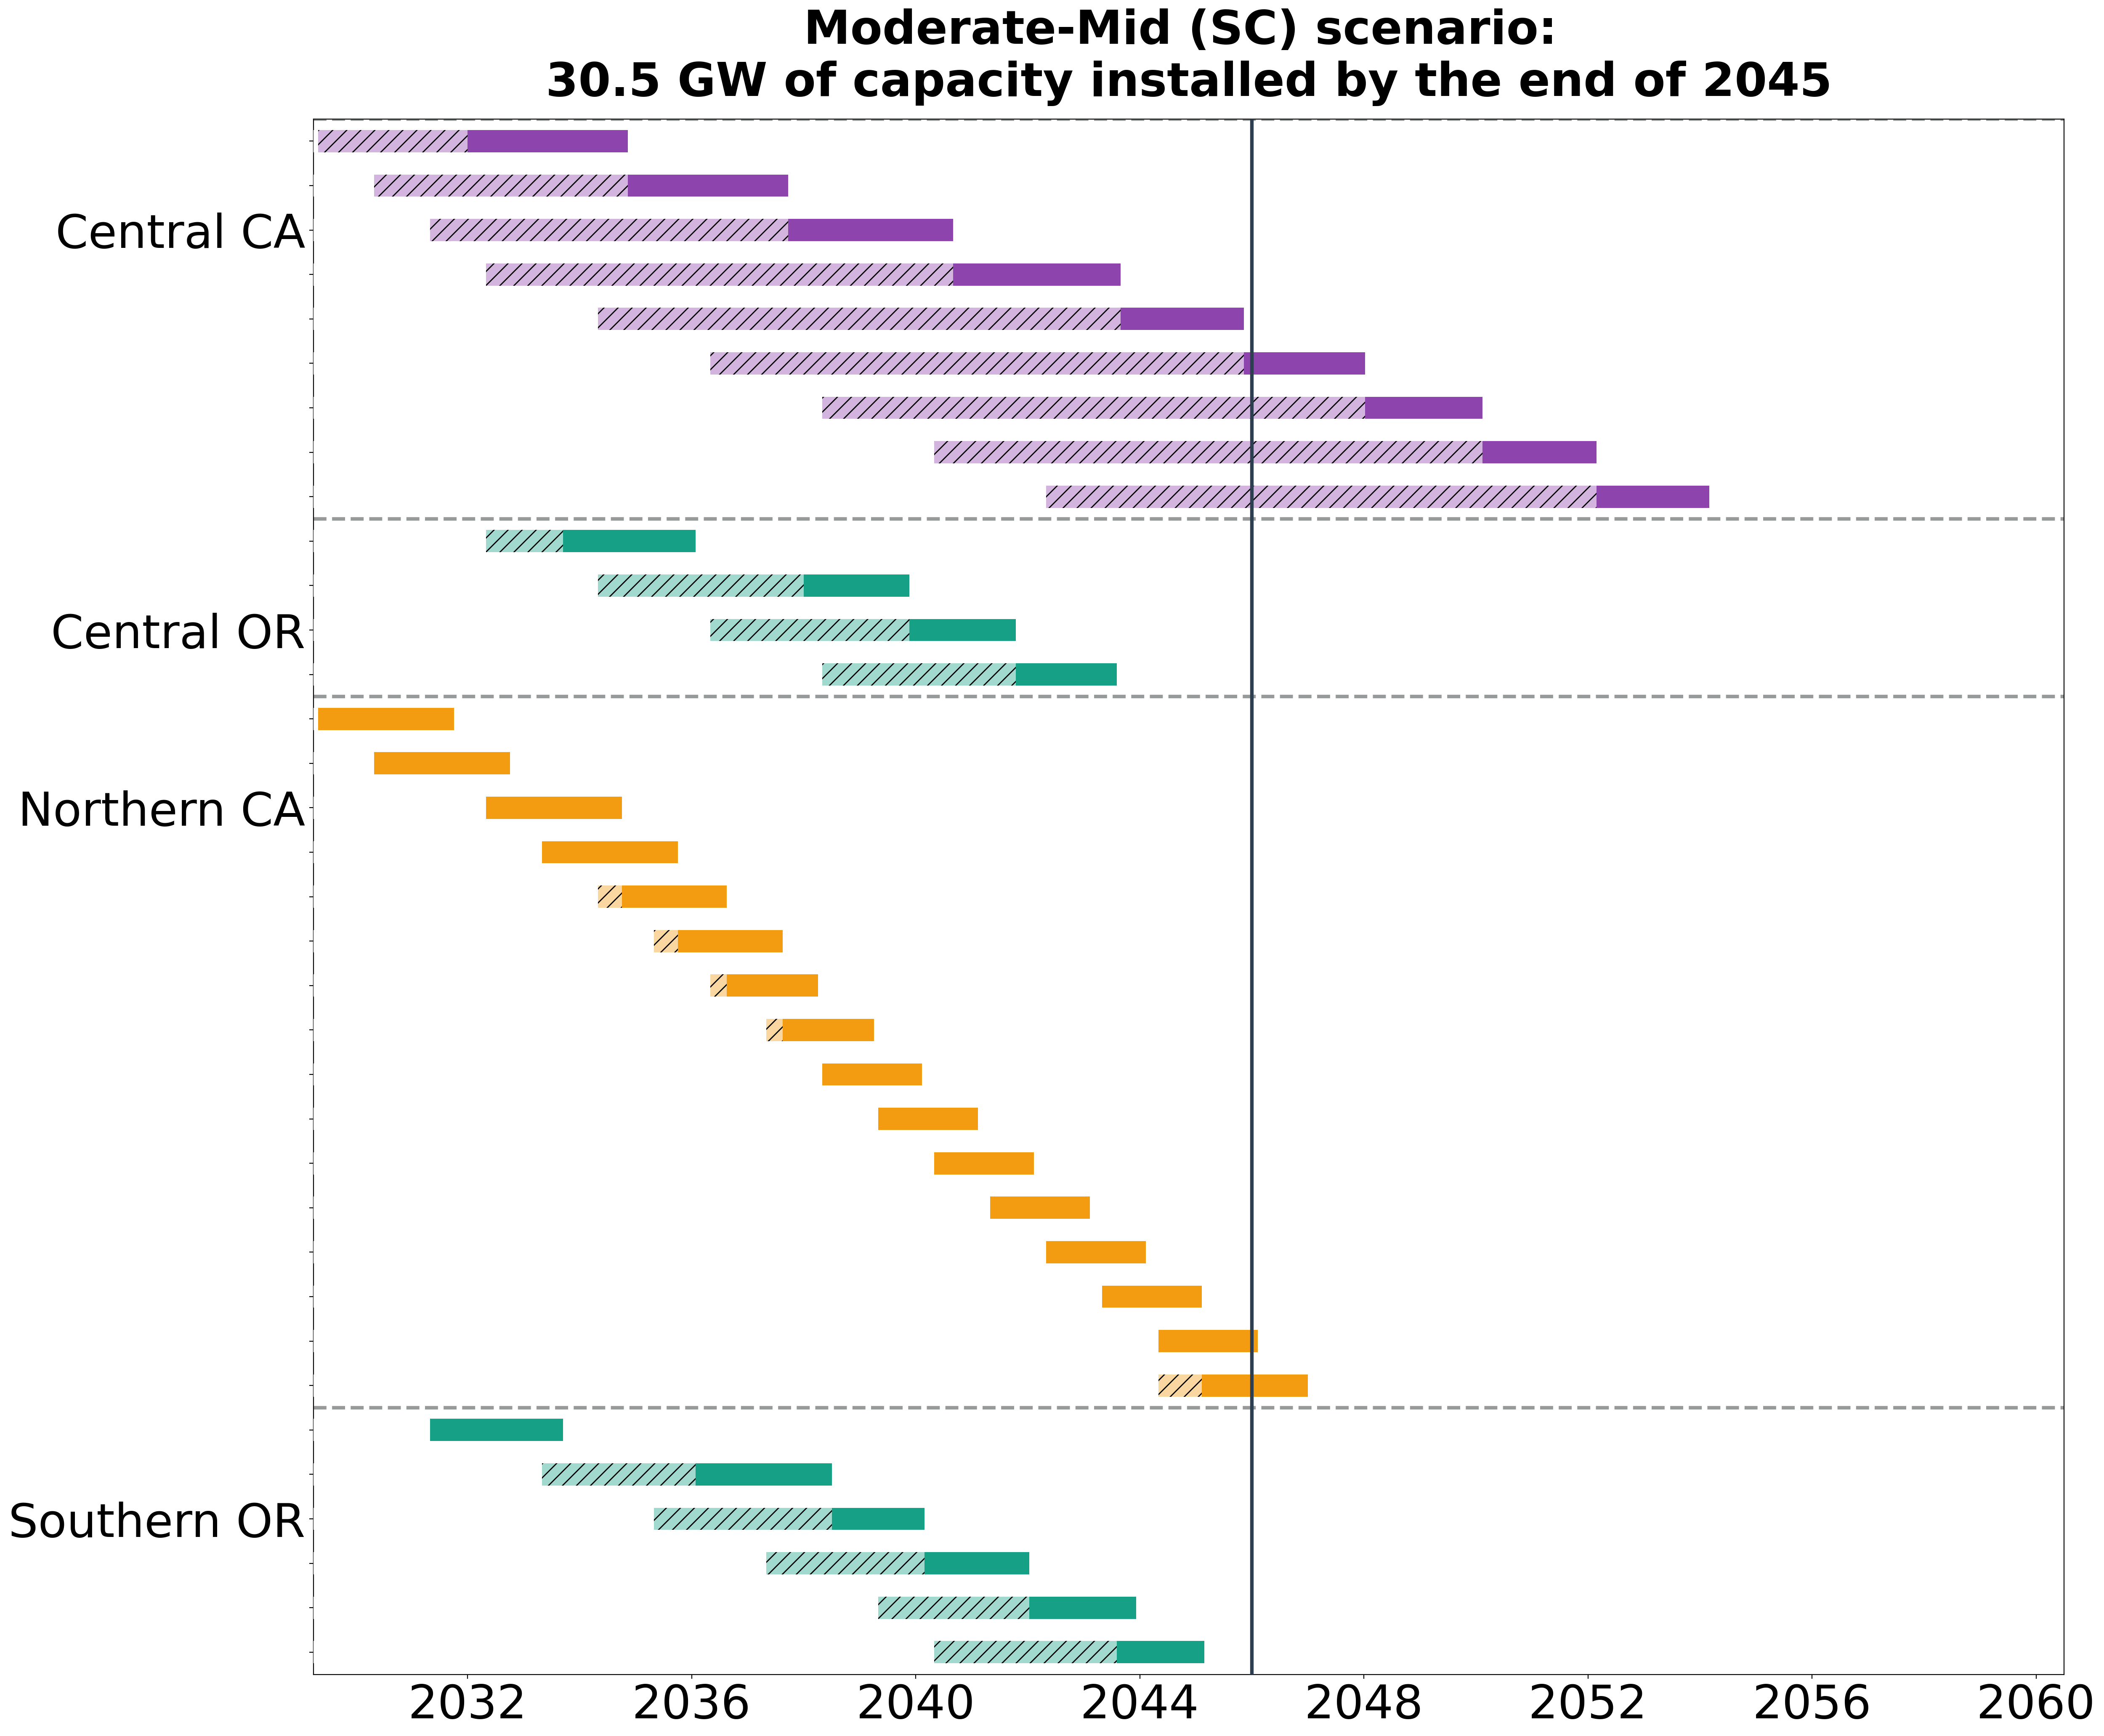 Moderate-Mid (SC) scenario:
30.5 GW of capacity installed by the end of 2045
Central CA
Central OR
Northern CA
Southern OR
2032 2036 2040 2044 2048 2052 2056 2060